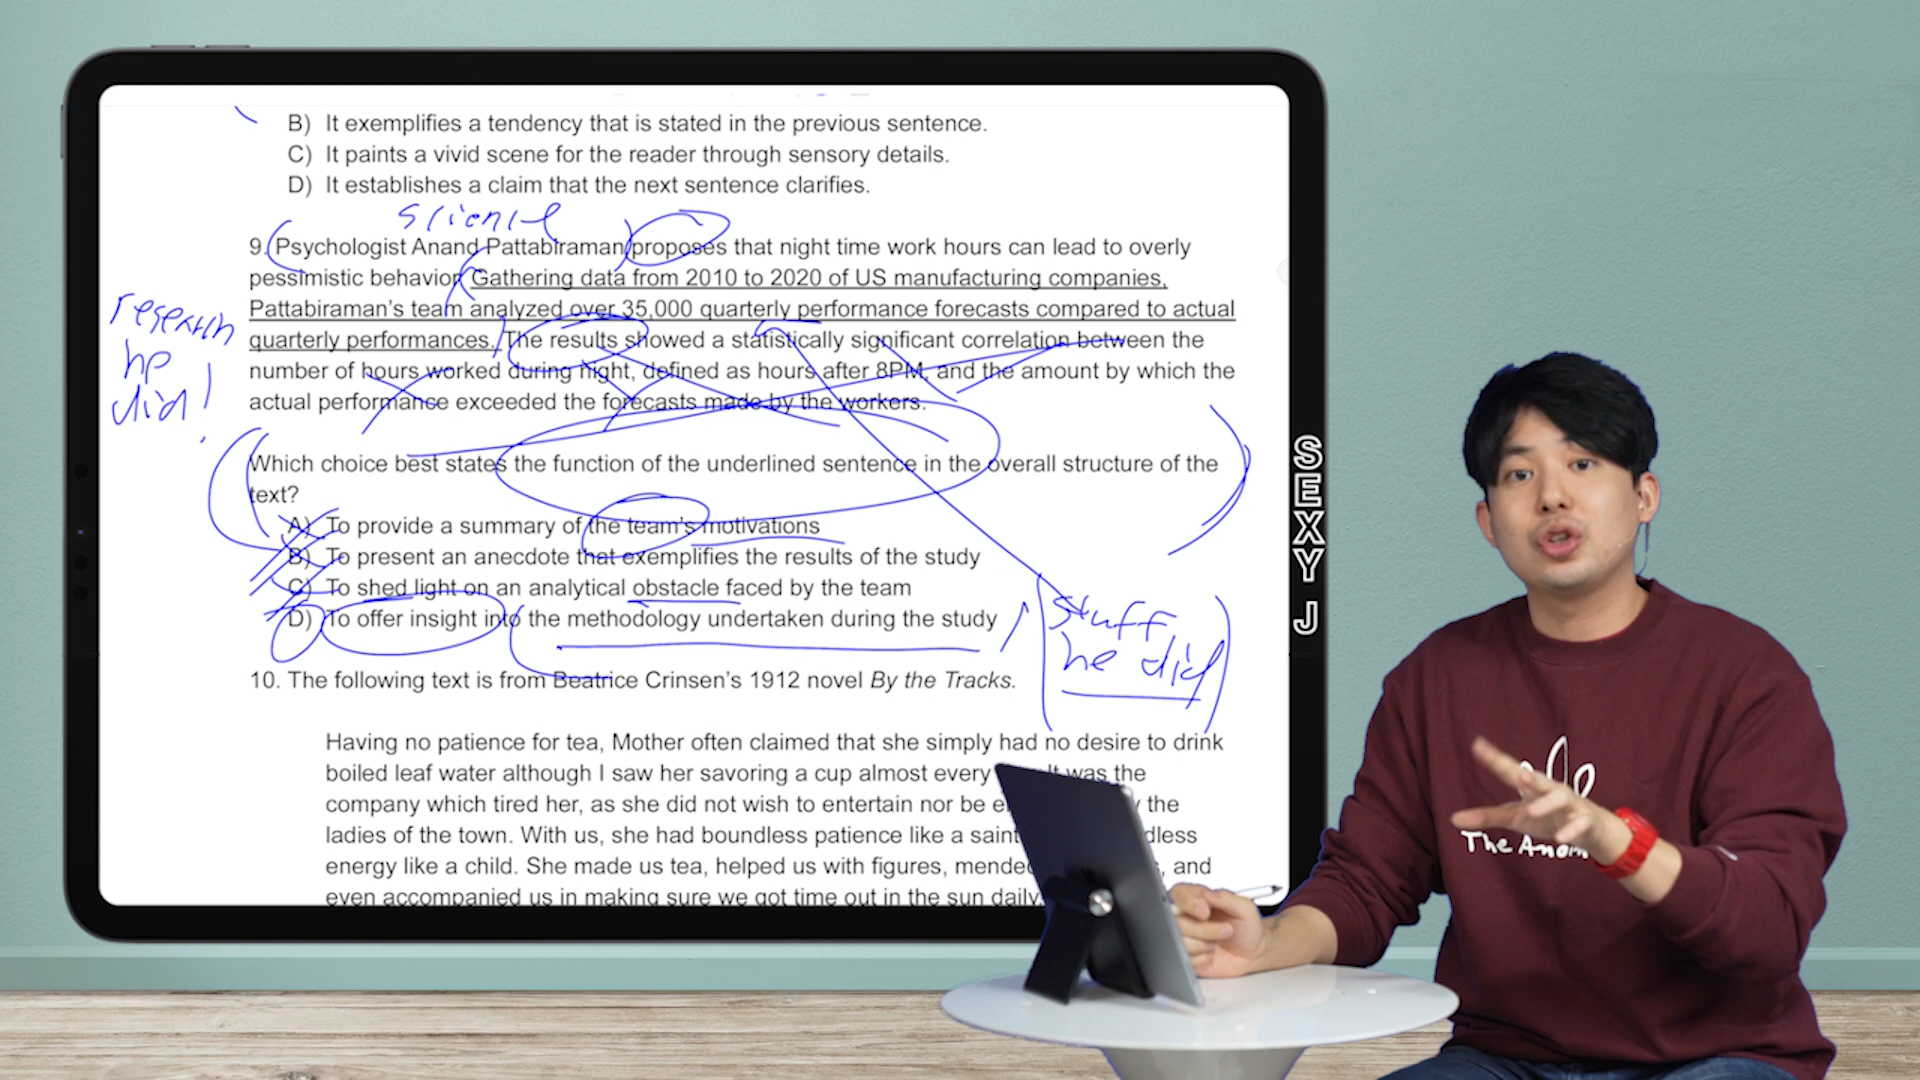 B) It exemplifies a tendency that is stated in the previous sentence.
C) It paints a vivid scene for the reader through sensory details.
D) It establishes a claim that the next sentence clarifies.
science
9. Psychologist Anand Pattabiraman proposes that night time work hours can lead to overly
pessimistic behavior. Gathering data from 2010 to 2020 of US manufacturing companies,
Pattabiraman's team analyzed over 35,000 quarterly performance forecasts compared to actual
quarterly performances. The results showed a statistically significant correlation between the
number of hours worked during night, defined as hours after 8PM, and the amount by which the
actual performance exceeded the forecasts made by the workers.
research
he
did!
Which choice best states the function of the underlined sentence in the overall structure of the
text?
A) To provide a summary of the team's motivations
B) To present an anecdote that exemplifies the results of the study
C) To shed light on an analytical obstacle faced by the team
D) To offer insight into the methodology undertaken during the study
stuff
he did
10. The following text is from Beatrice Crinsen's 1912 novel By the Tracks.
Having no patience for tea, Mother often claimed that she simply had no desire to drink
boiled leaf water although I saw her savoring a cup almost every It was the
company which tired her, as she did not wish to entertain nor be the
ladies of the town. With us, she had boundless patience like a saint
energy like a child. She made us tea, helped us with figures, and
even accompanied us in making sure we got time out in the sun daily.
SEXY J
The Anom